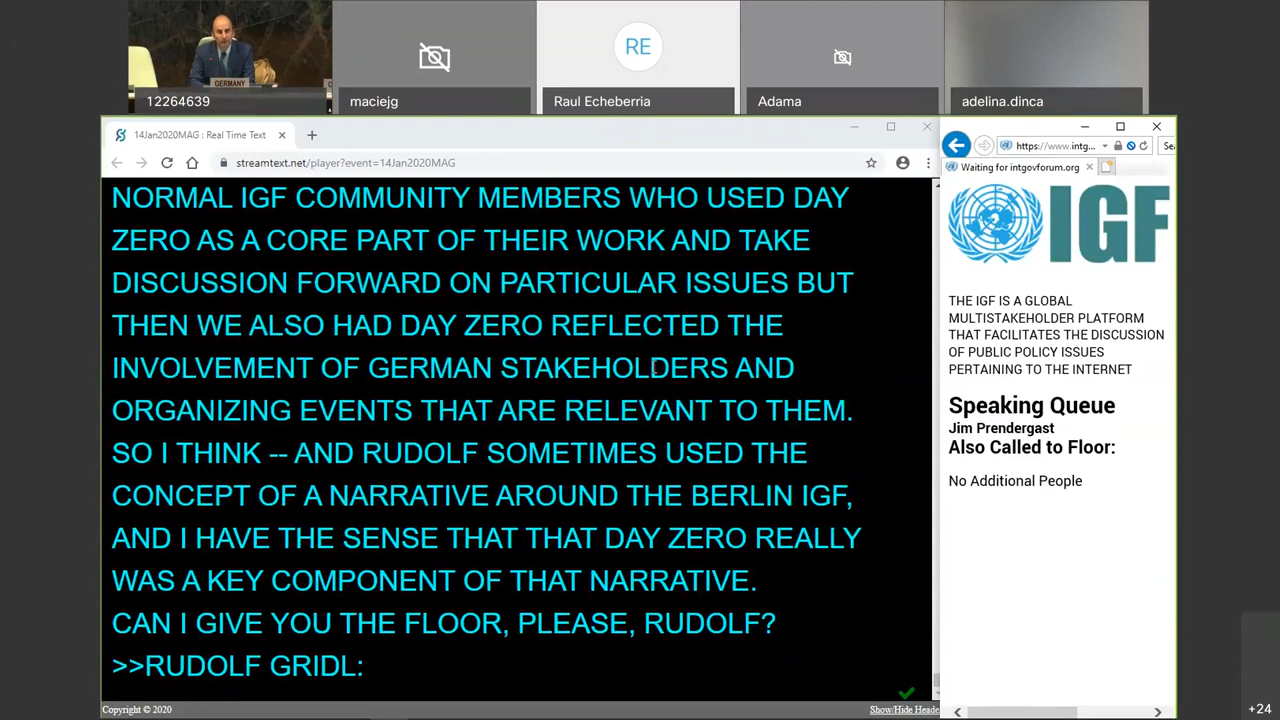 GERMANY
12264639
maciejg
RE
Raul Echeberria
Adama
adelina.dinca
14Jan2020MAG : Real Time Text
streamtext.net/player?event=14Jan2020MAG
NORMAL IGF COMMUNITY MEMBERS WHO USED DAY
ZERO AS A CORE PART OF THEIR WORK AND TAKE
DISCUSSION FORWARD ON PARTICULAR ISSUES BUT
THEN WE ALSO HAD DAY ZERO REFLECTED THE
INVOLVEMENT OF GERMAN STAKEHOLDERS AND
ORGANIZING EVENTS THAT ARE RELEVANT TO THEM.
SO I THINK -- AND RUDOLF SOMETIMES USED THE
CONCEPT OF A NARRATIVE AROUND THE BERLIN IGF,
AND I HAVE THE SENSE THAT THAT DAY ZERO REALLY
WAS A KEY COMPONENT OF THAT NARRATIVE.
CAN I GIVE YOU THE FLOOR, PLEASE, RUDOLF?
>>RUDOLF GRIDL:
Copyright © 2020
Show/Hide Heade
https://www.intg...
Sea
Waiting for intgovforum.org
IGF
THE IGF IS A GLOBAL
MULTISTAKEHOLDER PLATFORM
THAT FACILITATES THE DISCUSSION
OF PUBLIC POLICY ISSUES
PERTAINING TO THE INTERNET
Speaking Queue
Jim Prendergast
Also Called to Floor:
No Additional People
+24